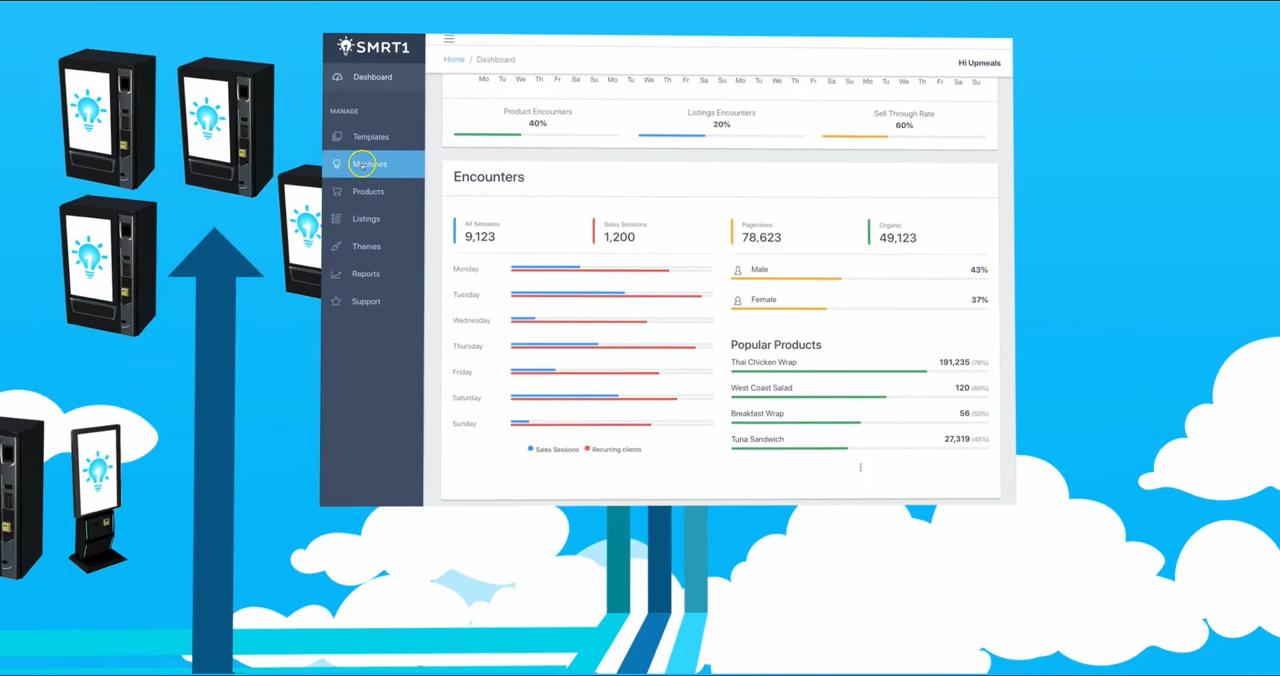 SMRT1
Home / Dashboard
Hi Upmeals
Dashboard
MANAGE
Templates
Machines
Products
Listings
Themes
Reports
Support
Mo Tu We Th Fr Sa Su Mo Tu We Th Fr Sa Su Mo Tu We Th Fr Sa Su Mo Tu We Th Fr Sa Su
Product Encounters
40%
Listings Encounters
20%
Sell Through Rate
60%
Encounters
All Sessions
9,123
Sales Sessions
1,200
Pageviews
78,623
Organic
49,123
Monday
Tuesday
Wednesday
Thursday
Friday
Saturday
Sunday
Sales Sessions Recurring clients
Male 43%
Female 37%
Popular Products
Thai Chicken Wrap 191,235 (76%)
West Coast Salad 120 (60%)
Breakfast Wrap 56 (50%)
Tuna Sandwich 27,319 (45%)